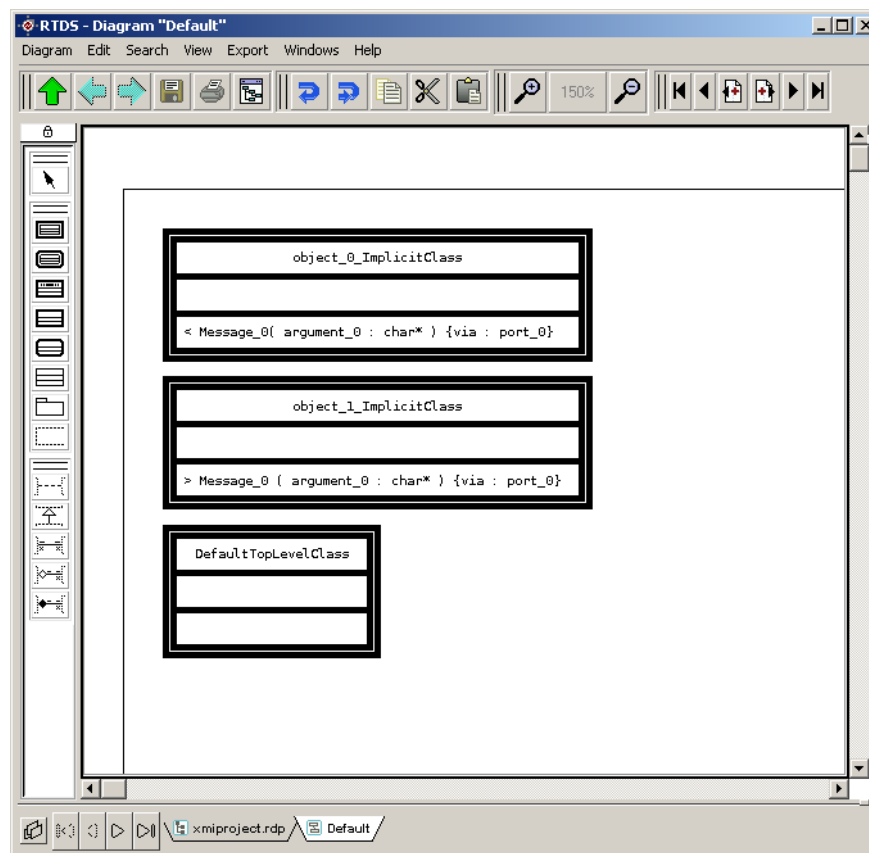 RTDS - Diagram "Default"
Diagram Edit Search View Export Windows Help
150%
object_0_ImplicitClass
< Message_0( argument_0 : char* ) {via : port_0}
object_1_ImplicitClass
> Message_0 ( argument_0 : char* ) {via : port_0}
DefaultTopLevelClass
xmiproject.rdp Default